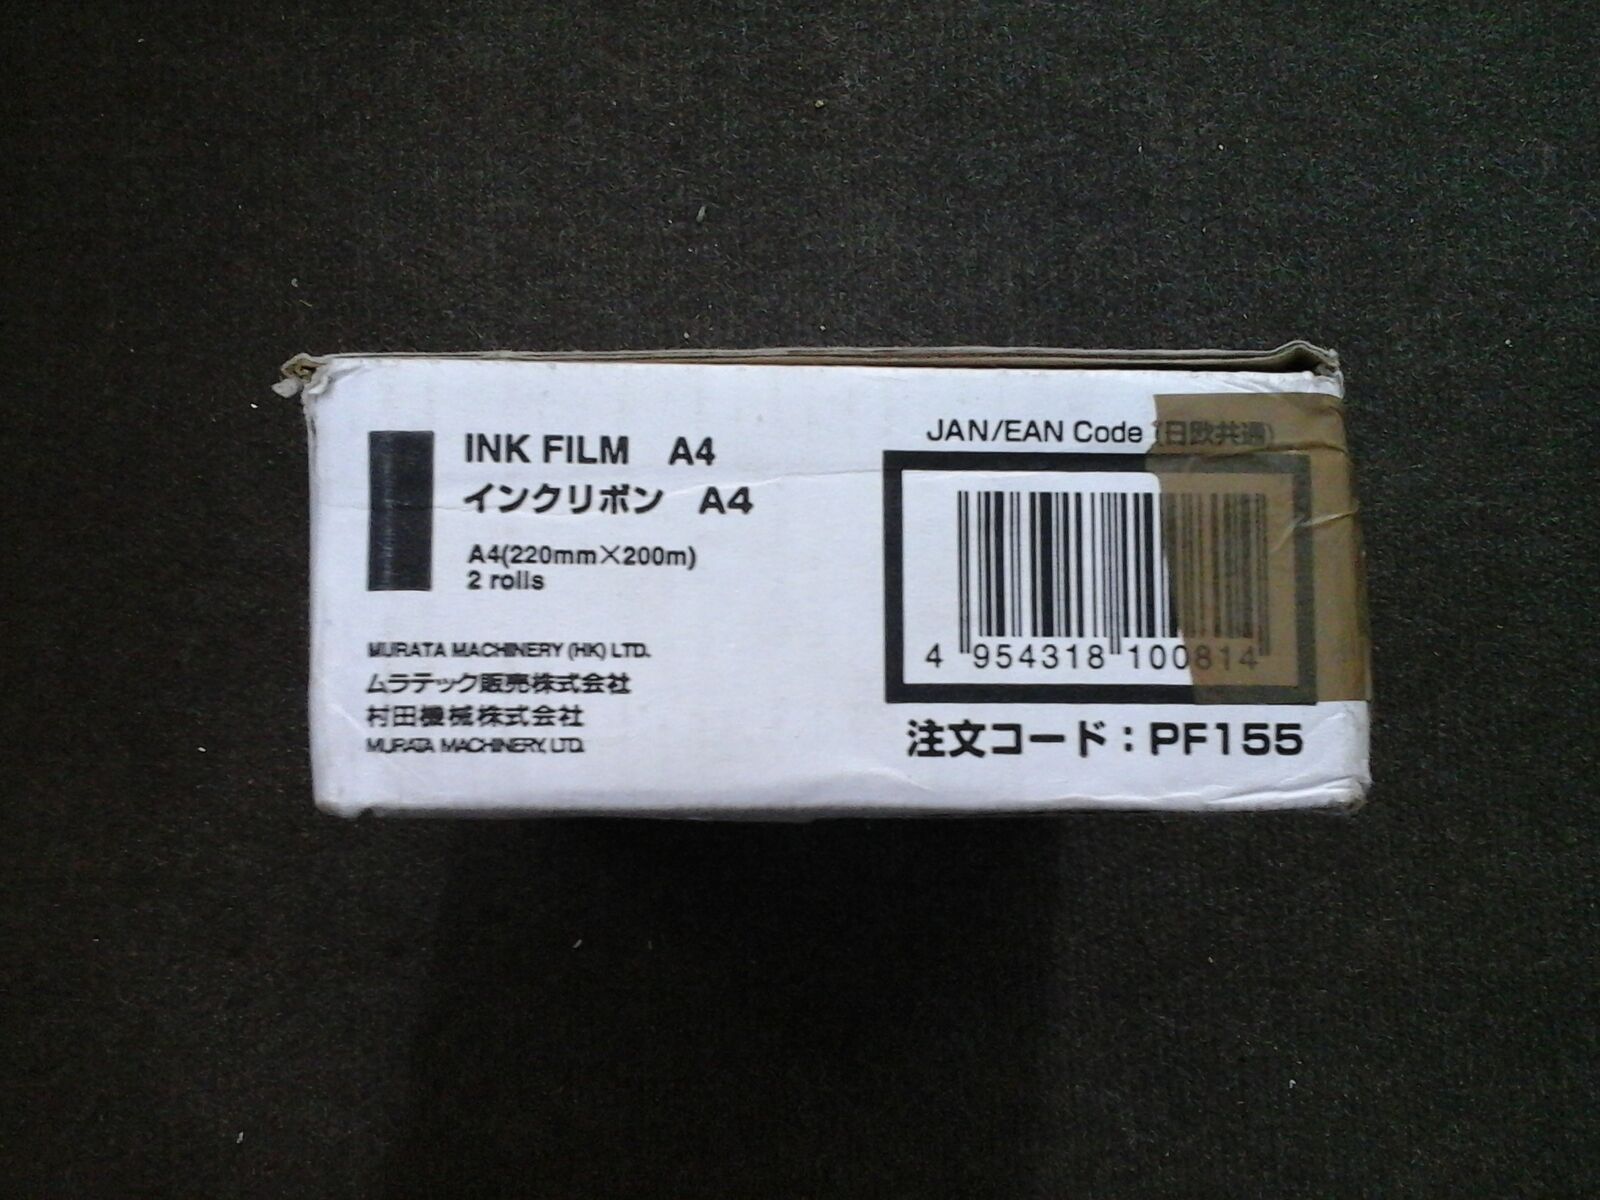 INK FILM A4
インクリボン A4
A4(220mm×200m)
2 rolls
MURATA MACHINERY (HK) LTD.
ムラテック販売株式会社
村田機械株式会社
MURATA MACHINERY, LTD.
JAN/EAN Code (日欧共通)
4 954318 100814
注文コード:PF155